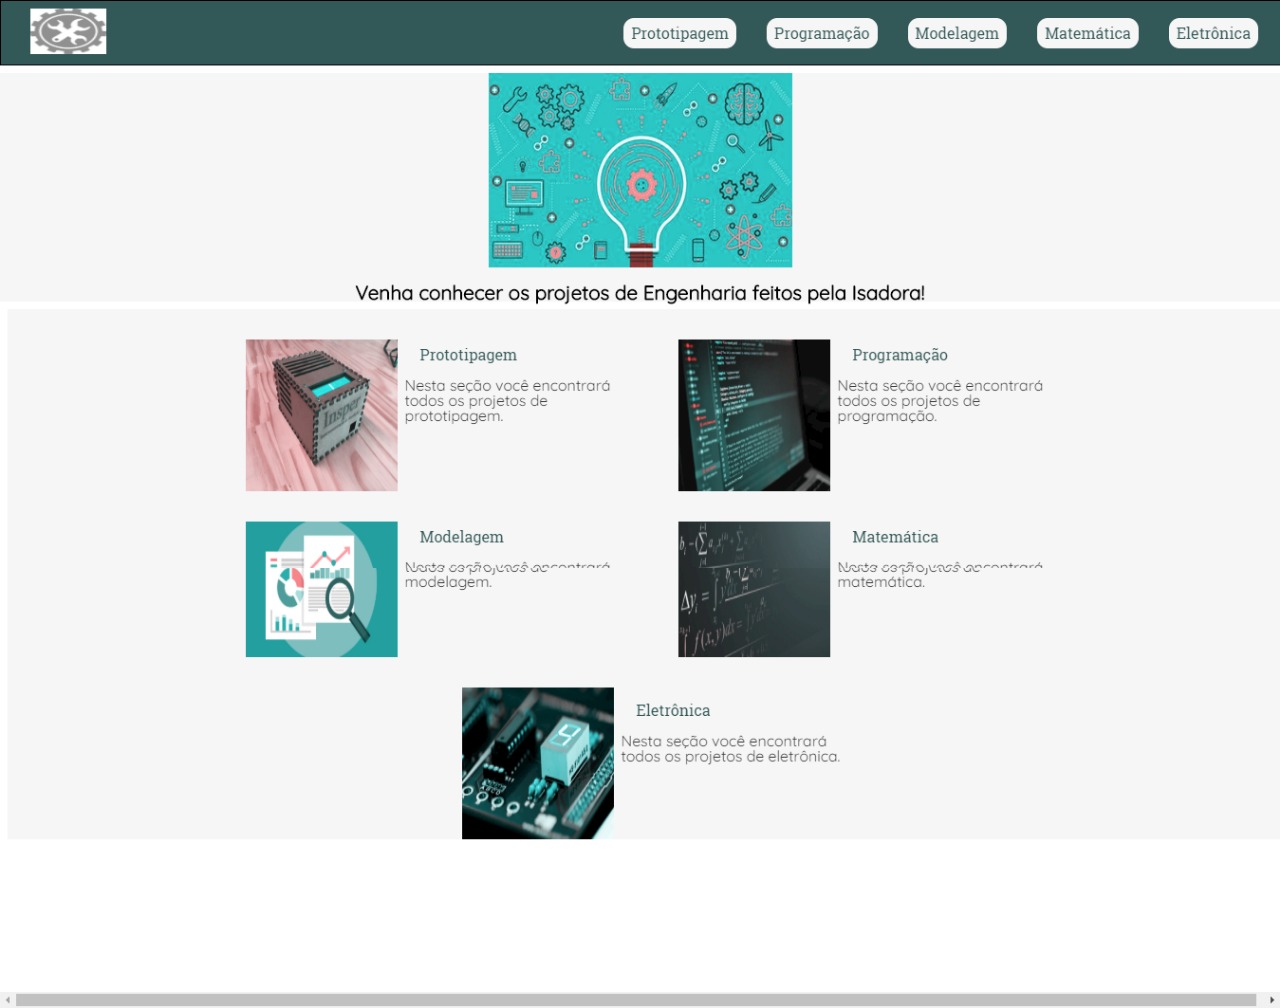 Prototipagem
Programação
Modelagem
Matemática
Eletrônica
Venha conhecer os projetos de Engenharia feitos pela Isadora!
Insper
Prototipagem
Nesta seção você encontrará
todos os projetos de
prototipagem.
Programação
Nesta seção você encontrará
todos os projetos de
programação.
Modelagem
modelagem.
Matemática
matemática.
Eletrônica
Nesta seção você encontrará
todos os projetos de eletrônica.